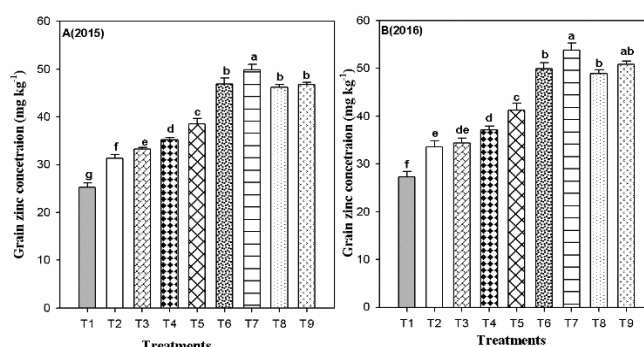 A(2015)
Grain zinc concetraion (mg kg-1)
60
50
40
30
20
10
0
g
f
e
d
c
b
a
b
b
T1 T2 T3 T4 T5 T6 T7 T8 T9
Treatments
B(2016)
Grain zinc concetraion (mg kg-1)
60
50
40
30
20
10
0
f
e
de
d
c
b
a
b
ab
T1 T2 T3 T4 T5 T6 T7 T8 T9
Treatments